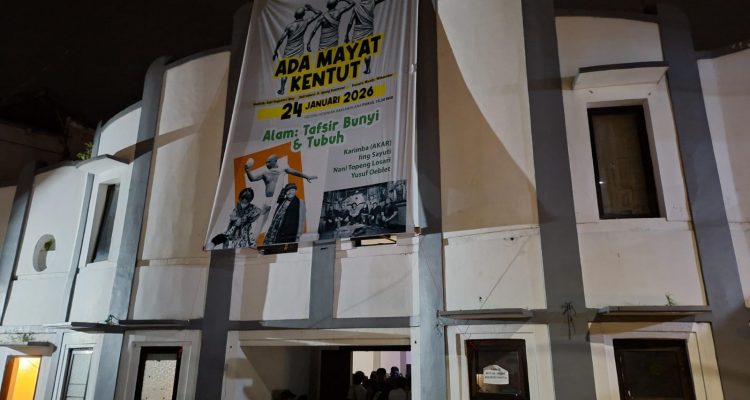 ADA MAYAT
KENTUT
24 JANUARI 2026
Alam: Tafsir Bunyi
& Tubuh
Karimba (AKAR)
Iing Sayuti
Nani Topeng Losari
Yusuf Oeblet